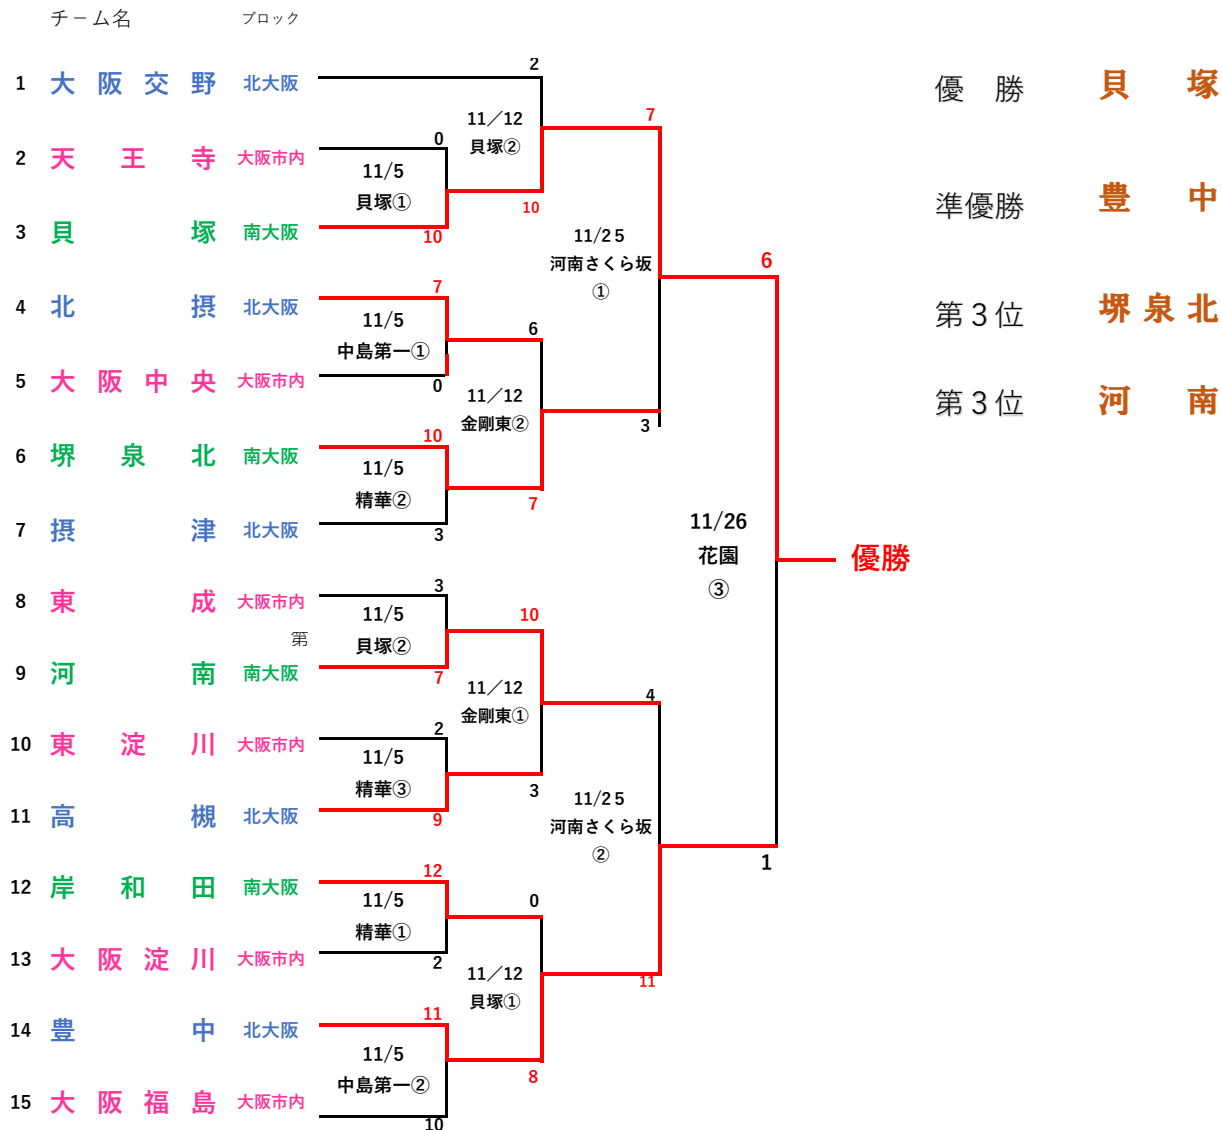 チーム名 ブロック
1 大阪交野 北大阪
2 天王寺 大阪市内
3 貝塚 南大阪
4 北摂 北大阪
5 大阪中央 大阪市内
6 堺泉北 南大阪
7 摂津 北大阪
8 東成 大阪市内
第
9 河南 南大阪
10 東淀川 大阪市内
11 高槻 北大阪
12 岸和田 南大阪
13 大阪淀川 大阪市内
14 豊中 北大阪
15 大阪福島 大阪市内
0
11/5
貝塚①
10
7
11/5
中島第一①
0
10
11/5
精華②
3
3
11/5
貝塚②
7
2
11/5
精華③
9
12
11/5
精華①
2
11
11/5
中島第一②
10
2
11／12
貝塚②
10
6
11／12
金剛東②
7
10
11／12
金剛東①
3
0
11／12
貝塚①
8
7
11/2５
河南さくら坂
①
3
4
11/2５
河南さくら坂
②
11
6
11/26
花園
③
1
優勝
優 勝 貝塚
準優勝 豊中
第３位 堺泉北
第３位 河南